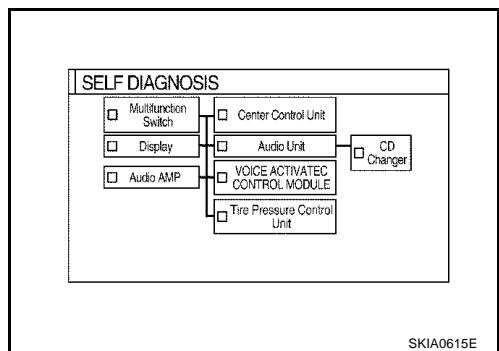 SELF DIAGNOSIS
Multifunction
Switch
Center Control Unit
Display
Audio Unit
CD
Changer
Audio AMP
VOICE ACTIVATEC
CONTROL MODULE
Tire Pressure Control
Unit
SKIA0615E